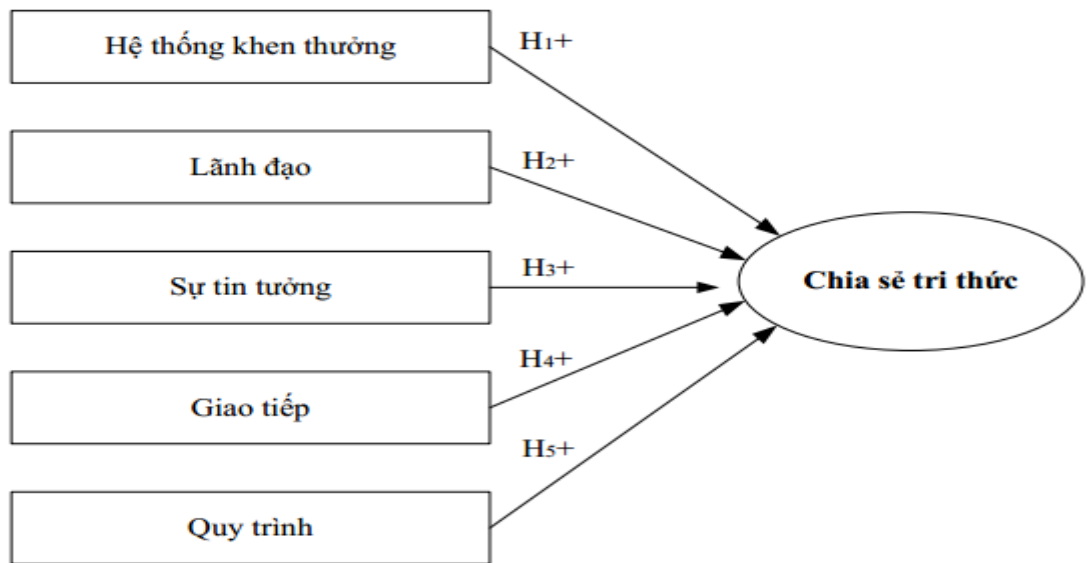 Hệ thống khen thưởng
H1+
Lãnh đạo
H2+
Sự tin tưởng
H3+
Chia sẻ tri thức
Giao tiếp
H4+
Quy trình
H5+